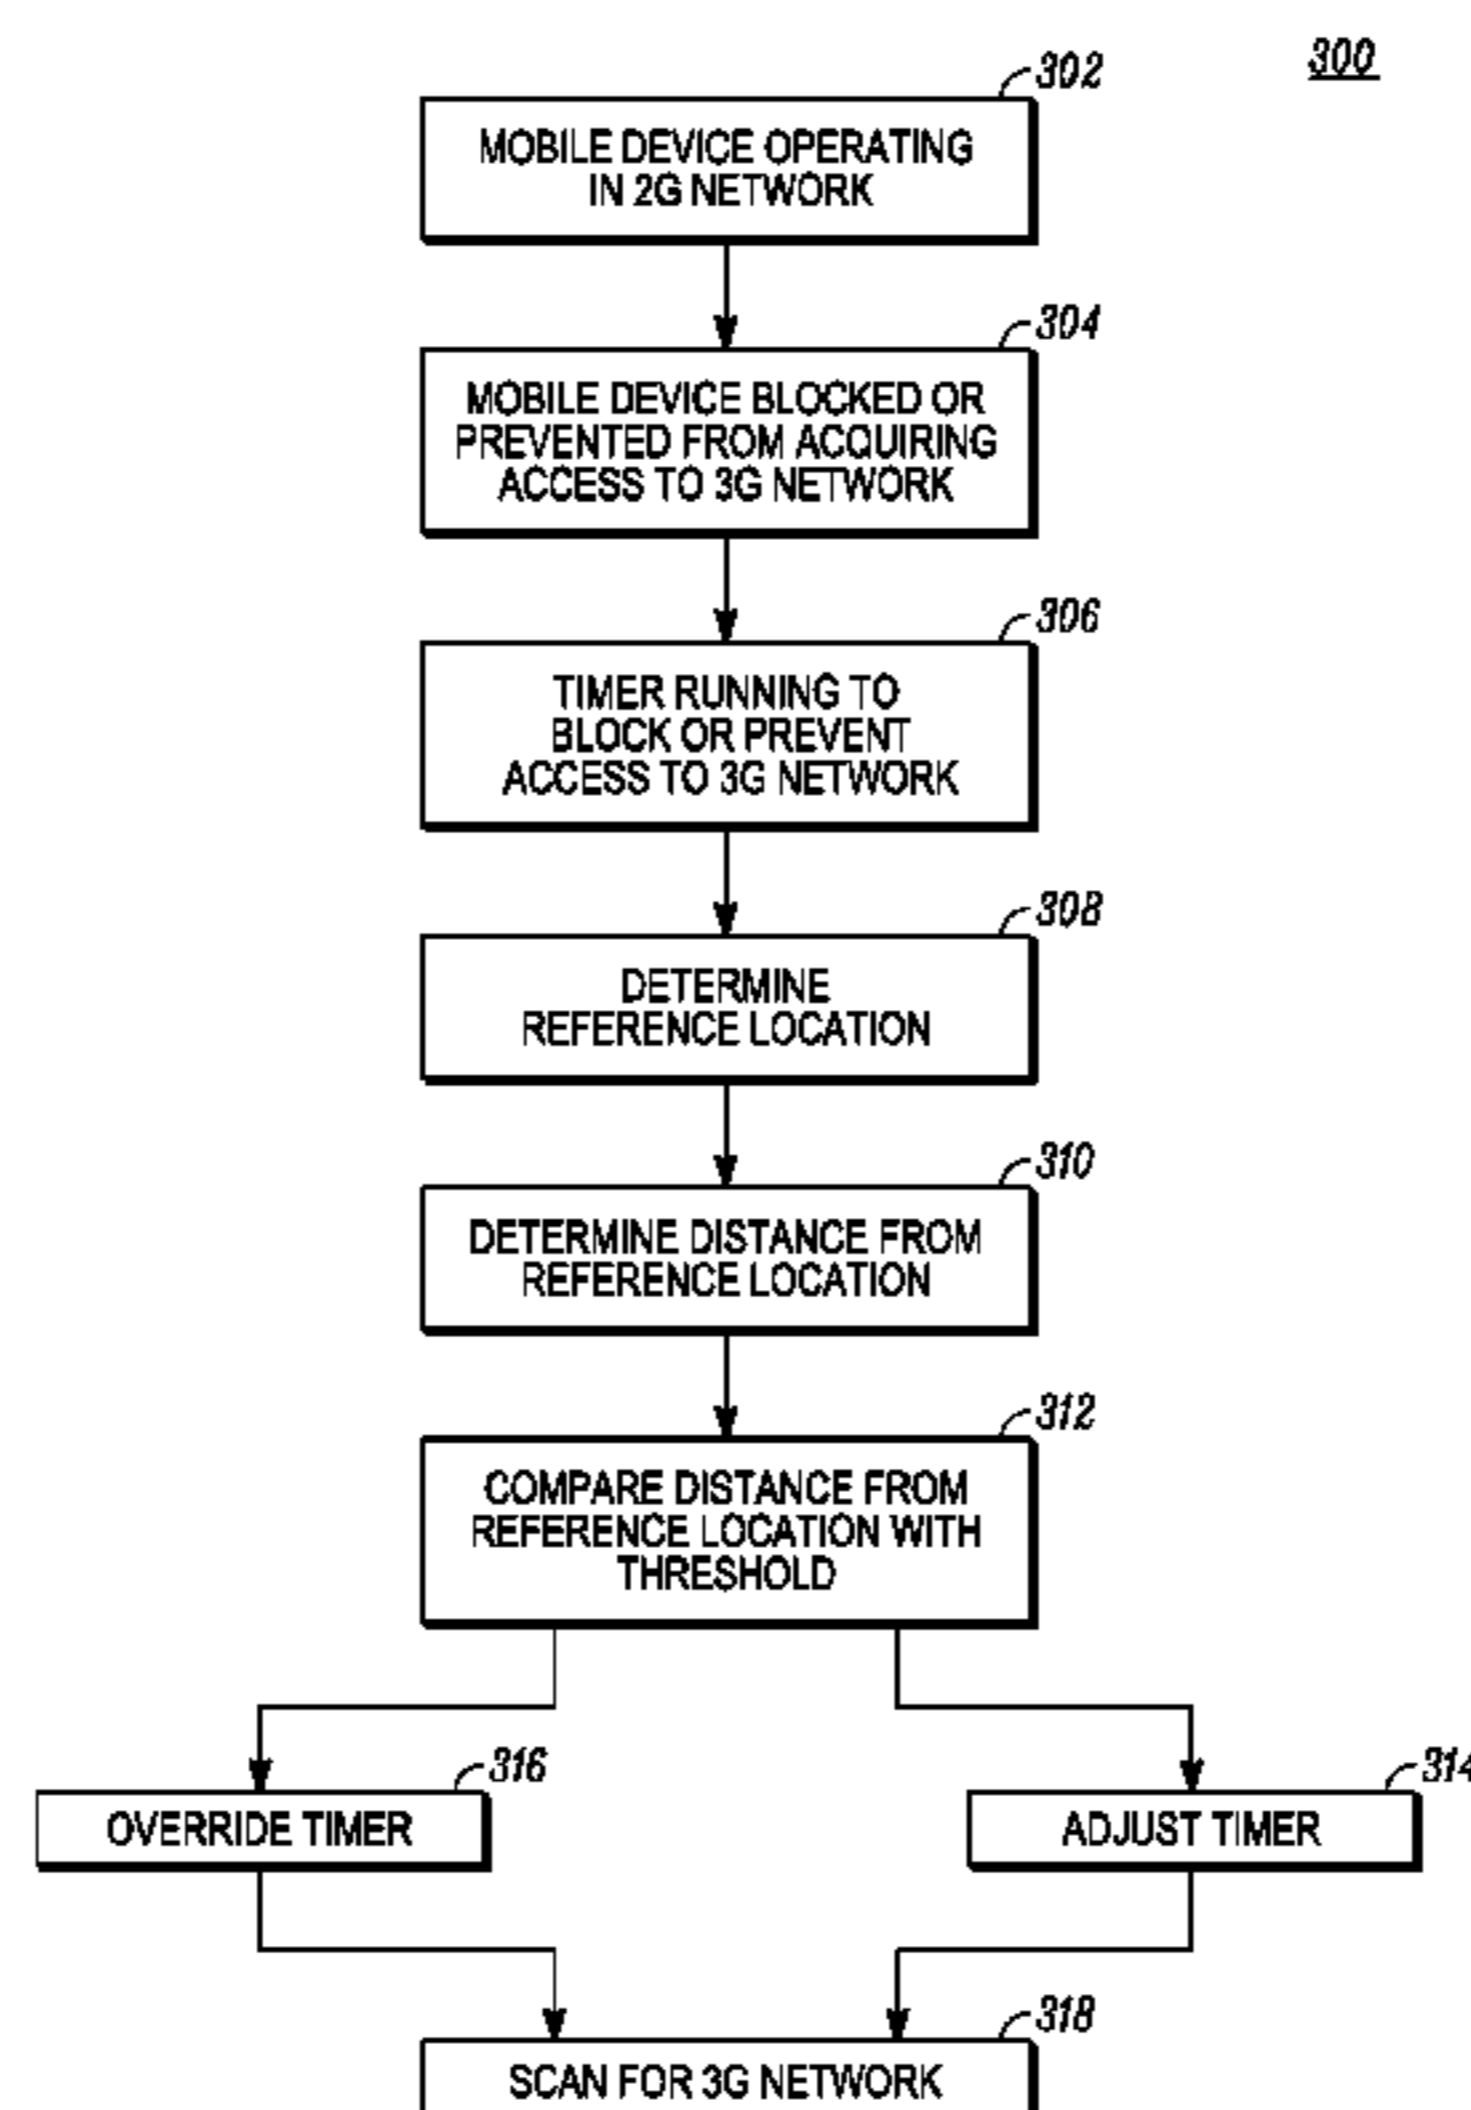 300
302
MOBILE DEVICE OPERATING
IN 2G NETWORK
304
MOBILE DEVICE BLOCKED OR
PREVENTED FROM ACQUIRING
ACCESS TO 3G NETWORK
306
TIMER RUNNING TO
BLOCK OR PREVENT
ACCESS TO 3G NETWORK
308
DETERMINE
REFERENCE LOCATION
310
DETERMINE DISTANCE FROM
REFERENCE LOCATION
312
COMPARE DISTANCE FROM
REFERENCE LOCATION WITH
THRESHOLD
316
OVERRIDE TIMER
314
ADJUST TIMER
318
SCAN FOR 3G NETWORK